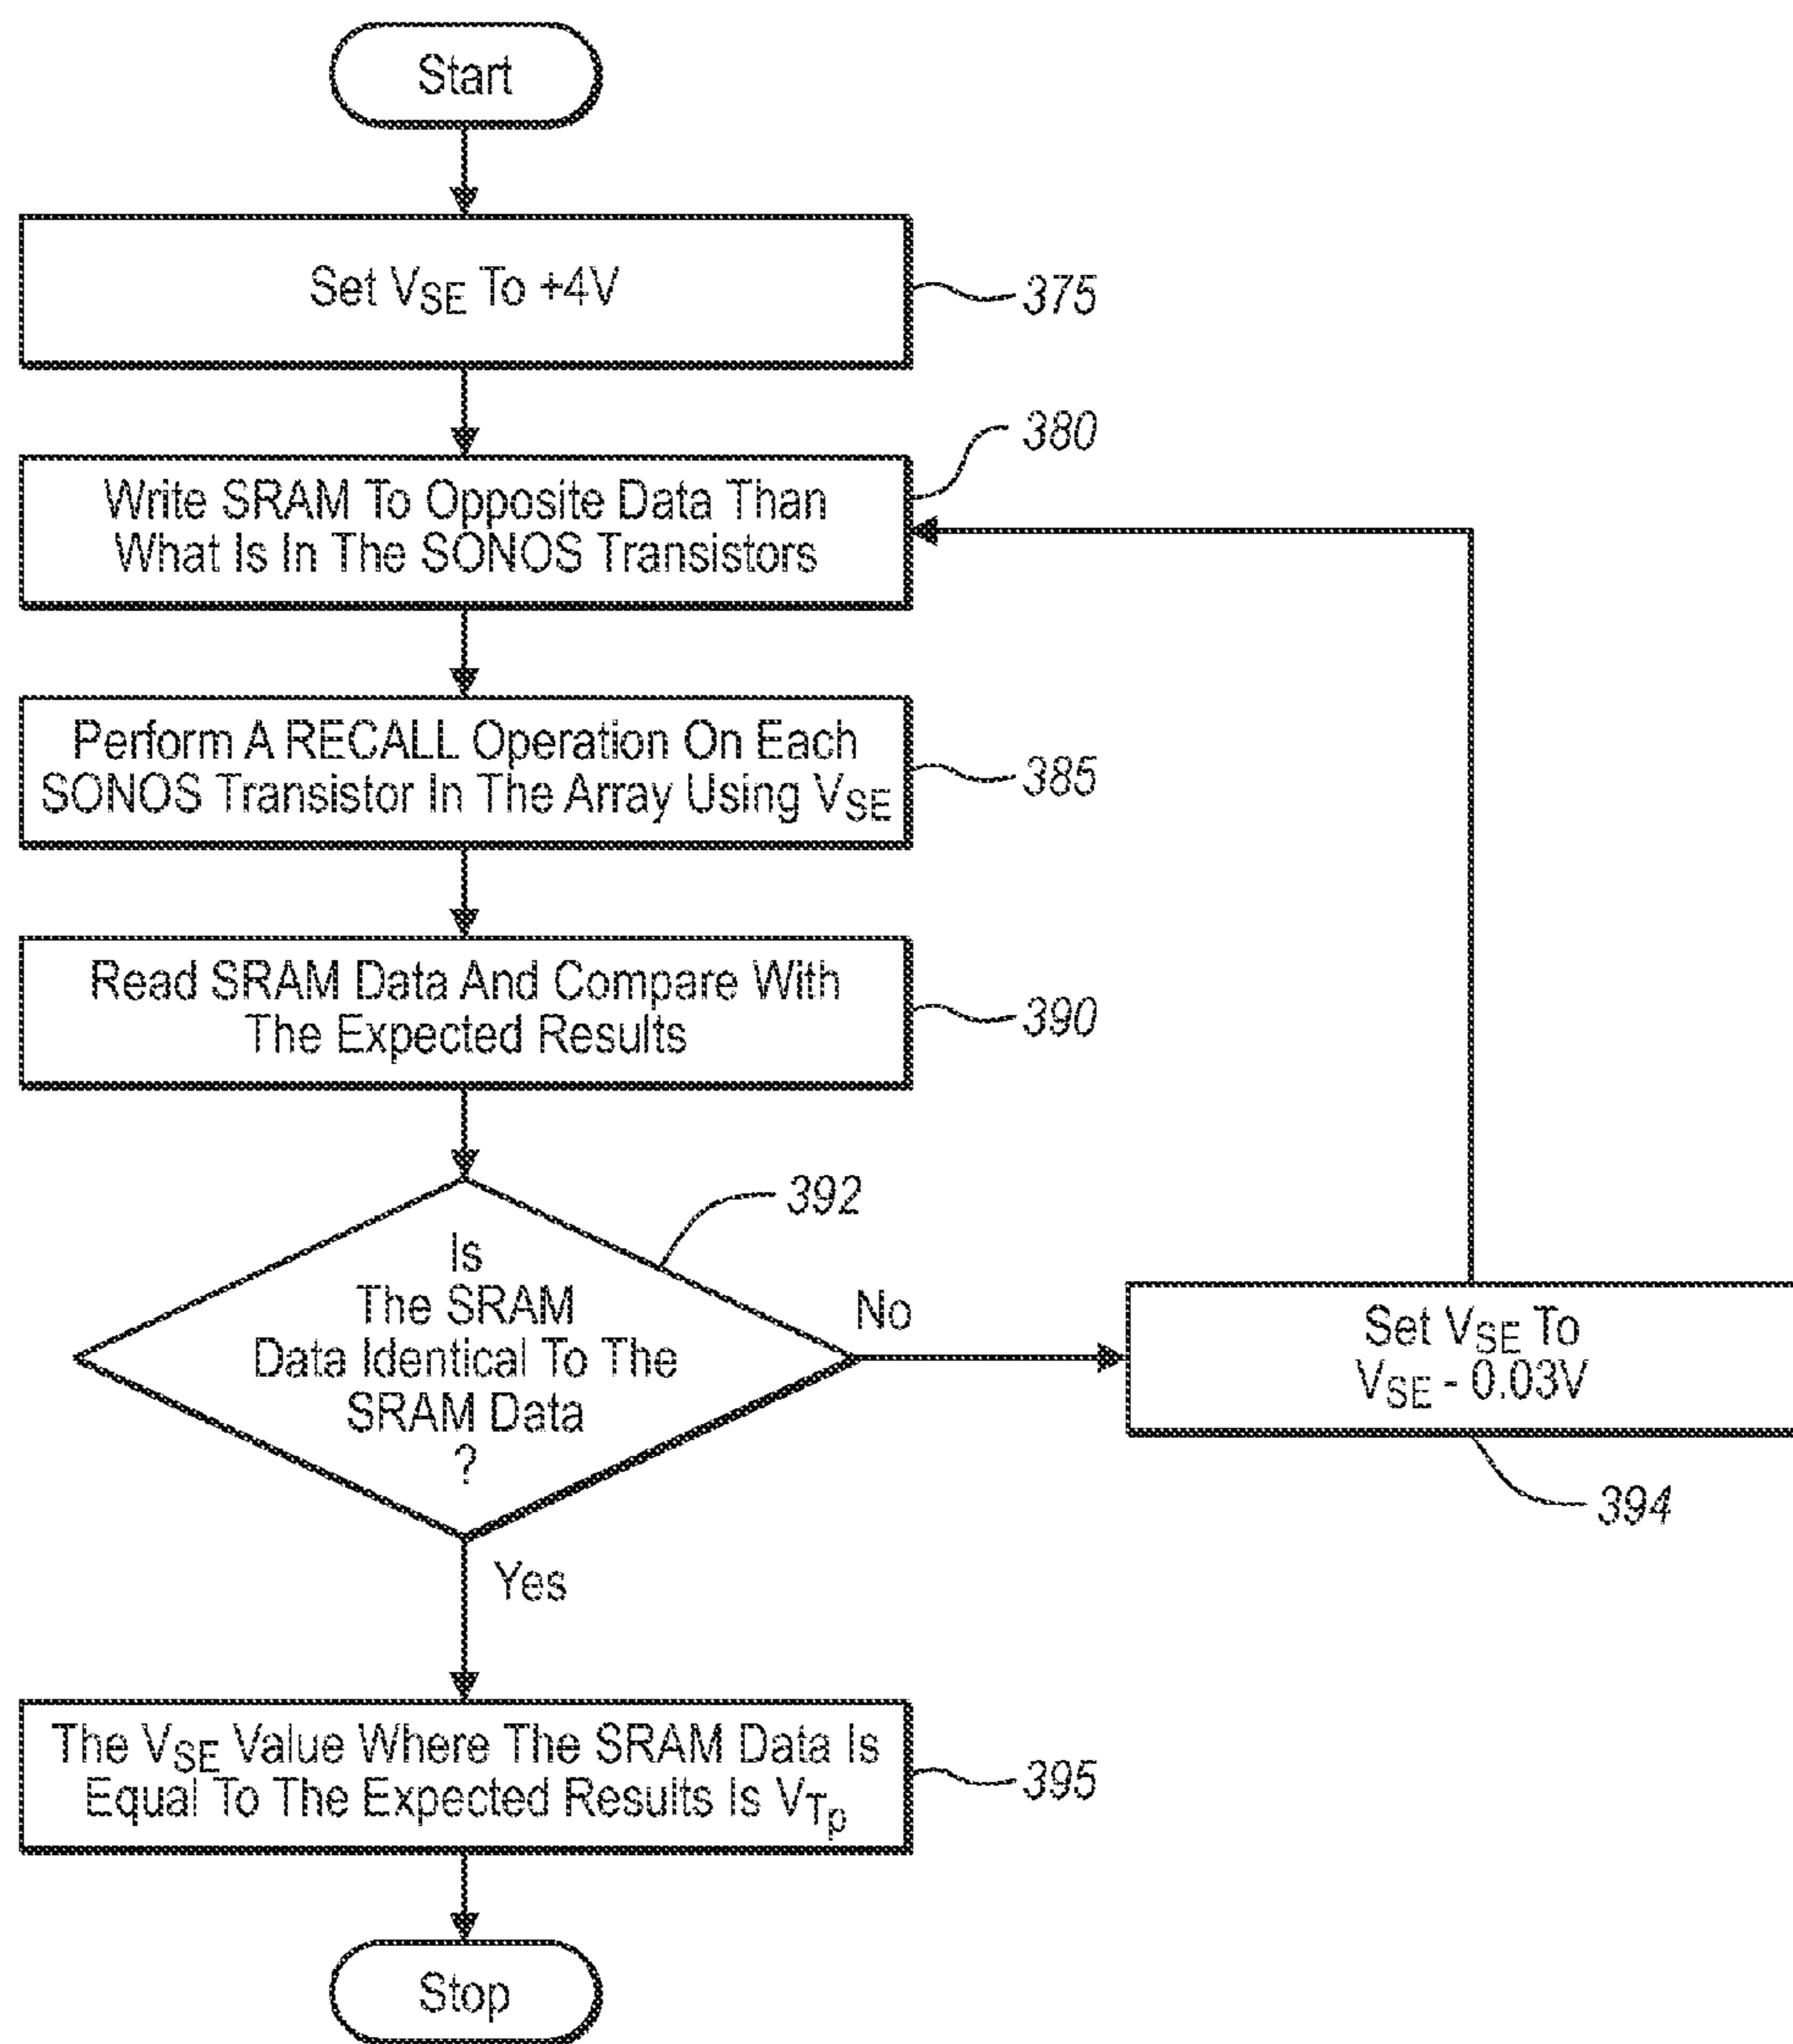 Start
Set VSE To +4V
375
380
Write SRAM To Opposite Data Than
What Is In The SONOS Transistors
Perform A RECALL Operation On Each
SONOS Transistor In The Array Using VSE
385
Read SRAM Data And Compare With
The Expected Results
390
392
Is
The SRAM
Data Identical To The
SRAM Data
?
No
Set VSE To
VSE - 0.03V
394
Yes
The VSE Value Where The SRAM Data Is
Equal To The Expected Results Is VTp
395
Stop